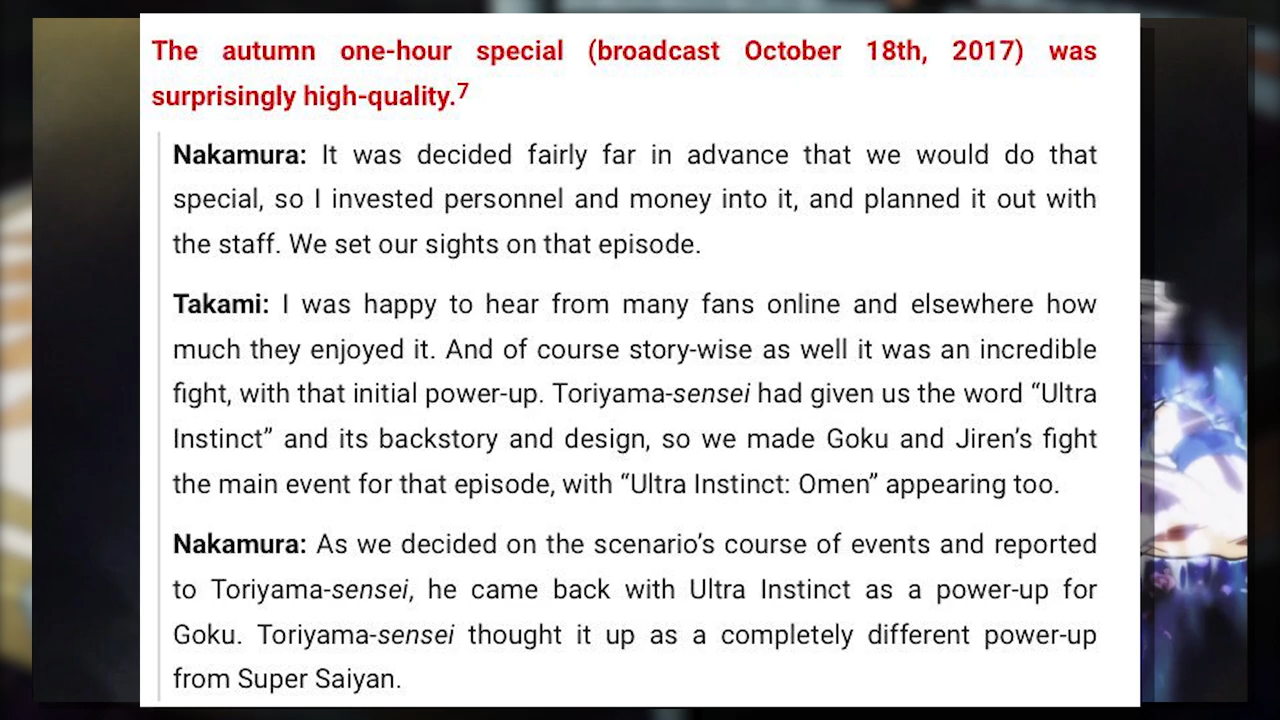 The autumn one-hour special (broadcast October 18th, 2017) was
surprisingly high-quality.7
Nakamura: It was decided fairly far in advance that we would do that
special, so I invested personnel and money into it, and planned it out with
the staff. We set our sights on that episode.
Takami: I was happy to hear from many fans online and elsewhere how
much they enjoyed it. And of course story-wise as well it was an incredible
fight, with that initial power-up. Toriyama-sensei had given us the word “Ultra
Instinct” and its backstory and design, so we made Goku and Jiren’s fight
the main event for that episode, with “Ultra Instinct: Omen” appearing too.
Nakamura: As we decided on the scenario’s course of events and reported
to Toriyama-sensei, he came back with Ultra Instinct as a power-up for
Goku. Toriyama-sensei thought it up as a completely different power-up
from Super Saiyan.